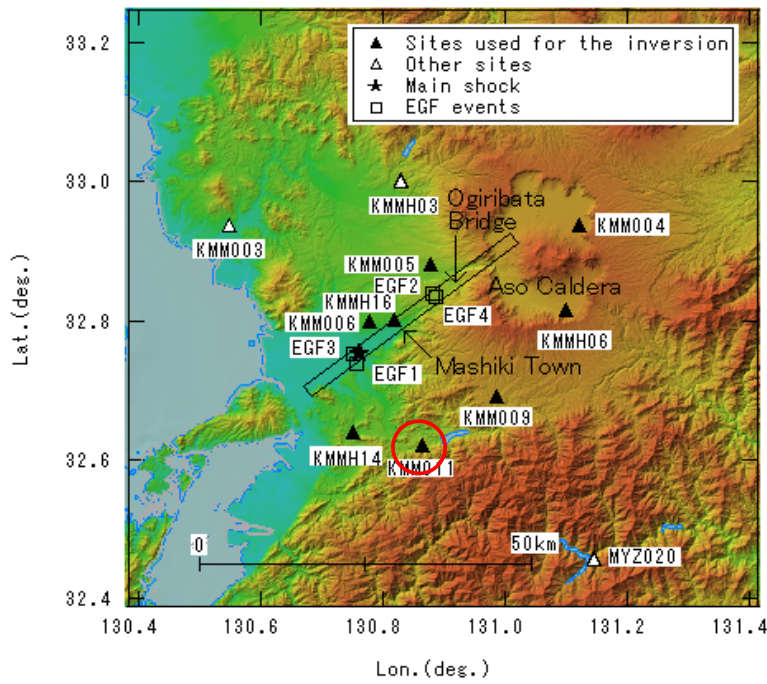 33.2
33.0
32.8
32.6
32.4
Lat.(deg.)
Sites used for the inversion
Other sites
Main shock
EGF events
KMMH03
Ogiribata
Bridge
KMM004
KMM003
KMM005
EGF2
Aso Caldera
KMMH16
EGF4
KMM006
KMMH06
EGF3
Mashiki Town
EGF1
KMM009
KMMH14
KMM011
0
50km
MYZ020
130.4
130.6
130.8
131.0
131.2
131.4
Lon.(deg.)